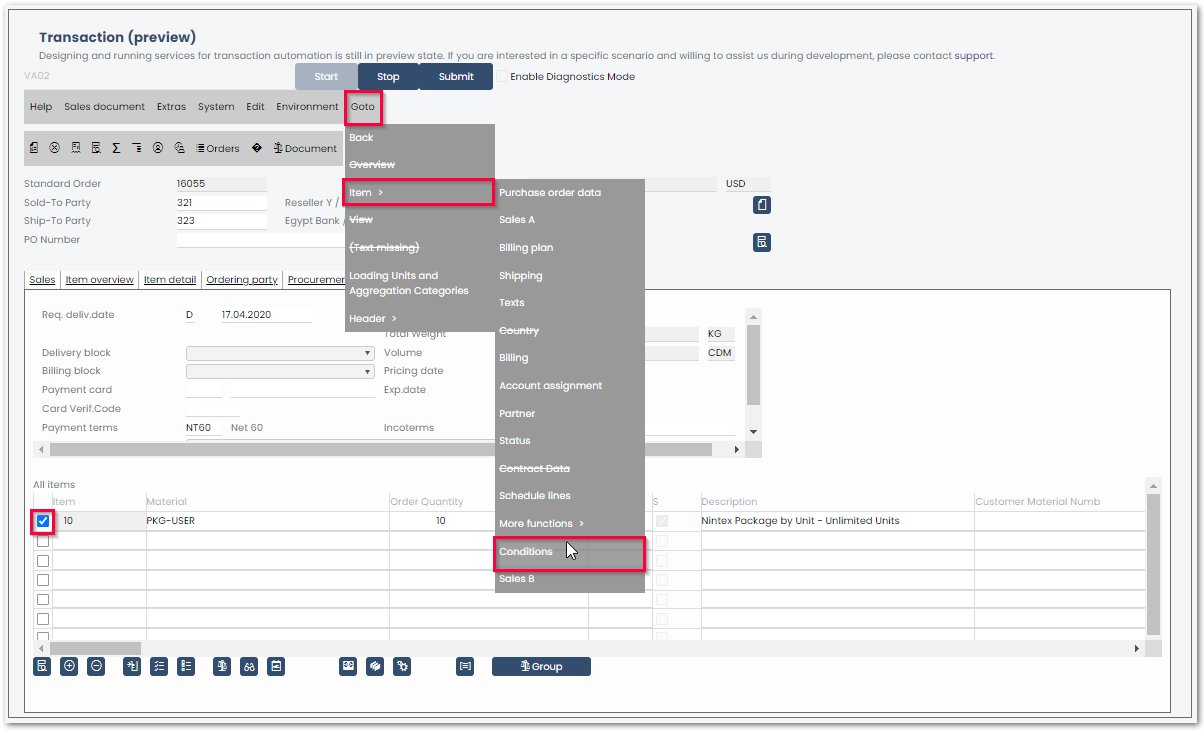 Transaction (preview)
Designing and running services for transaction automation is still in preview state. If you are interested in a specific scenario and willing to assist us during development, please contact support.
VA02
Start Stop Submit Enable Diagnostics Mode
Help Sales document Extras System Edit Environment Goto
Orders Document
Back
Overview
Item >
View
(Text missing)
Loading Units and
Aggregation Categories
Header >
Purchase order data
Sales A
Billing plan
Shipping
Texts
Country
Billing
Account assignment
Partner
Status
Contract Data
Schedule lines
More functions >
Conditions
Sales B
Standard Order 16055 USD
Sold-To Party 321 Reseller Y /
Ship-To Party 323 Egypt Bank /
PO Number
Sales Item overview Item detail Ordering party
Req. deliv.date D 17.04.2020
Total Weight KG
Delivery block Volume CDM
Billing block Pricing date
Payment card Exp.date
Card Verif.Code
Payment terms NT60 Net 60 Incoterms
All items
Item Material Order Quantity S Description Customer Material Numb
10 PKG-USER 10 Nintex Package by Unit - Unlimited Units
Group